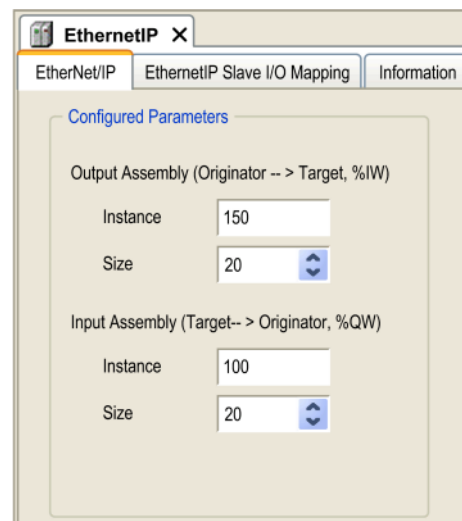 EthernetIP X
EtherNet/IP EthernetIP Slave I/O Mapping Information
Configured Parameters
Output Assembly (Originator -- > Target, %IW)
Instance 150
Size 20
Input Assembly (Target-- > Originator, %QW)
Instance 100
Size 20